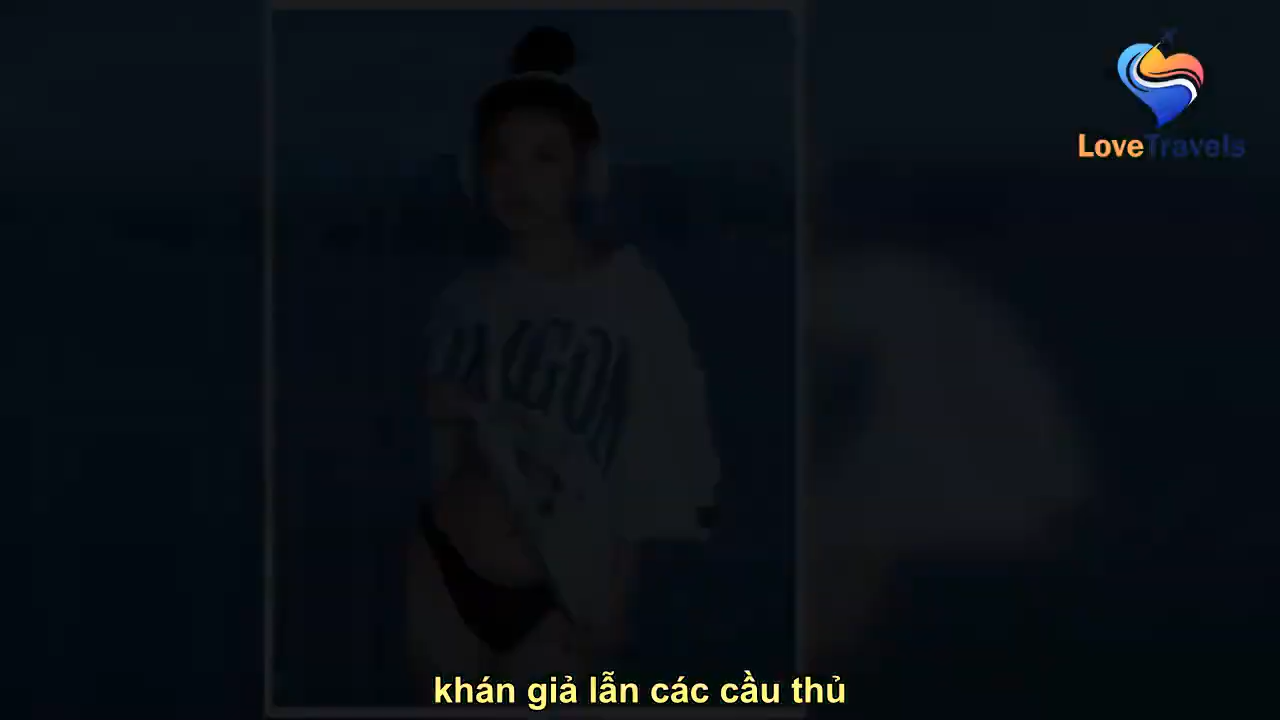 LoveTravels
khán giả lẫn các cầu thủ